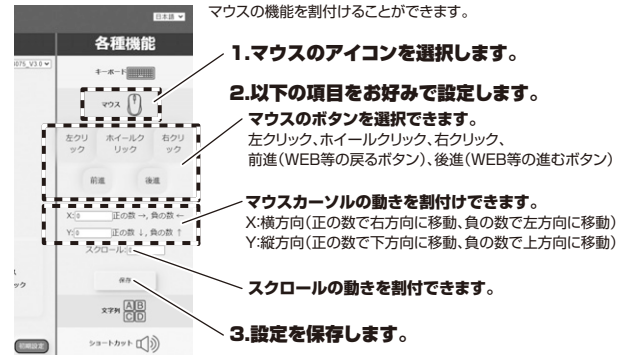 マウスの機能を割付けることができます。
日本語
各種機能
075_V3.0
キーボード
マウス
左クリ
ック
ホイールク
リック
右クリ
ック
前進
後進
X:0 正の数 →, 負の数 ←
Y:0 正の数 ↓, 負の数 ↑
スクロール:
保存
ック
文字列 A B C D
初期設定
ショートカット
1.マウスのアイコンを選択します。
2.以下の項目をお好みで設定します。
マウスのボタンを選択できます。
左クリック、ホイールクリック、右クリック、
前進(WEB等の戻るボタン)、後進(WEB等の進むボタン)
マウスカーソルの動きを割付けできます。
X:横方向(正の数で右方向に移動、負の数で左方向に移動)
Y:縦方向(正の数で下方向に移動、負の数で上方向に移動)
スクロールの動きを割付できます。
3.設定を保存します。